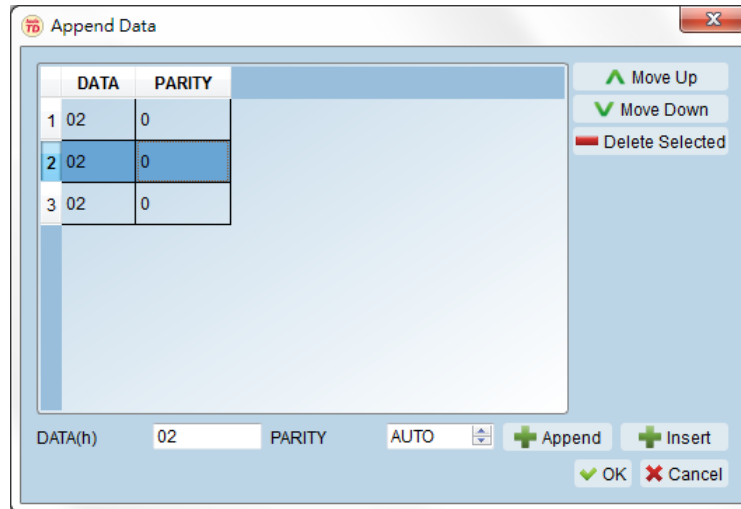 TD Append Data
DATA PARITY
1 02 0
2 02 0
3 02 0
Move Up
Move Down
Delete Selected
DATA(h) 02 PARITY AUTO Append Insert
OK Cancel